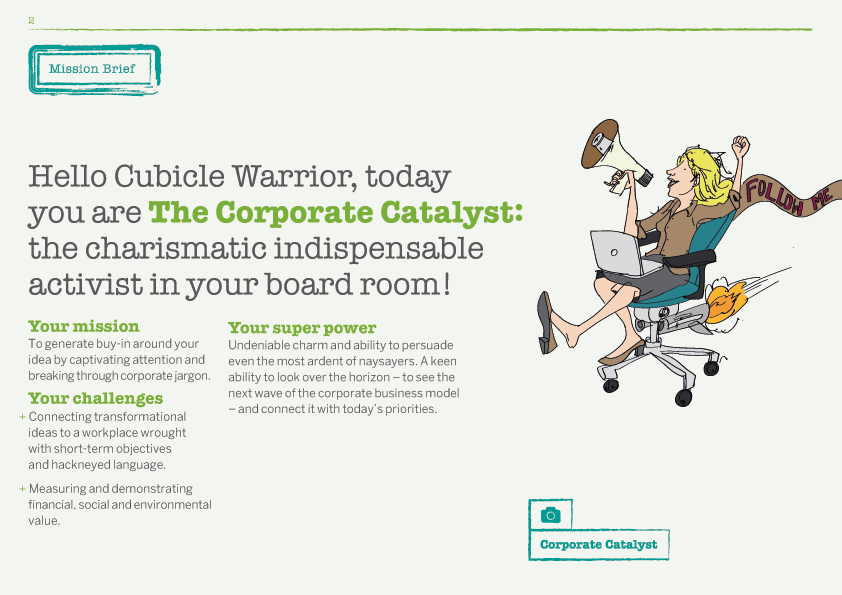 2
Mission Brief
Hello Cubicle Warrior, today
you are The Corporate Catalyst:
the charismatic indispensable
activist in your board room!
Your mission
To generate buy-in around your
idea by captivating attention and
breaking through corporate jargon.
Your challenges
+ Connecting transformational
ideas to a workplace wrought
with short-term objectives
and hackneyed language.
+ Measuring and demonstrating
financial, social and environmental
value.
Your super power
Undeniable charm and ability to persuade
even the most ardent of naysayers. A keen
ability to look over the horizon – to see the
next wave of the corporate business model
– and connect it with today's priorities.
FOLLOW ME
Corporate Catalyst